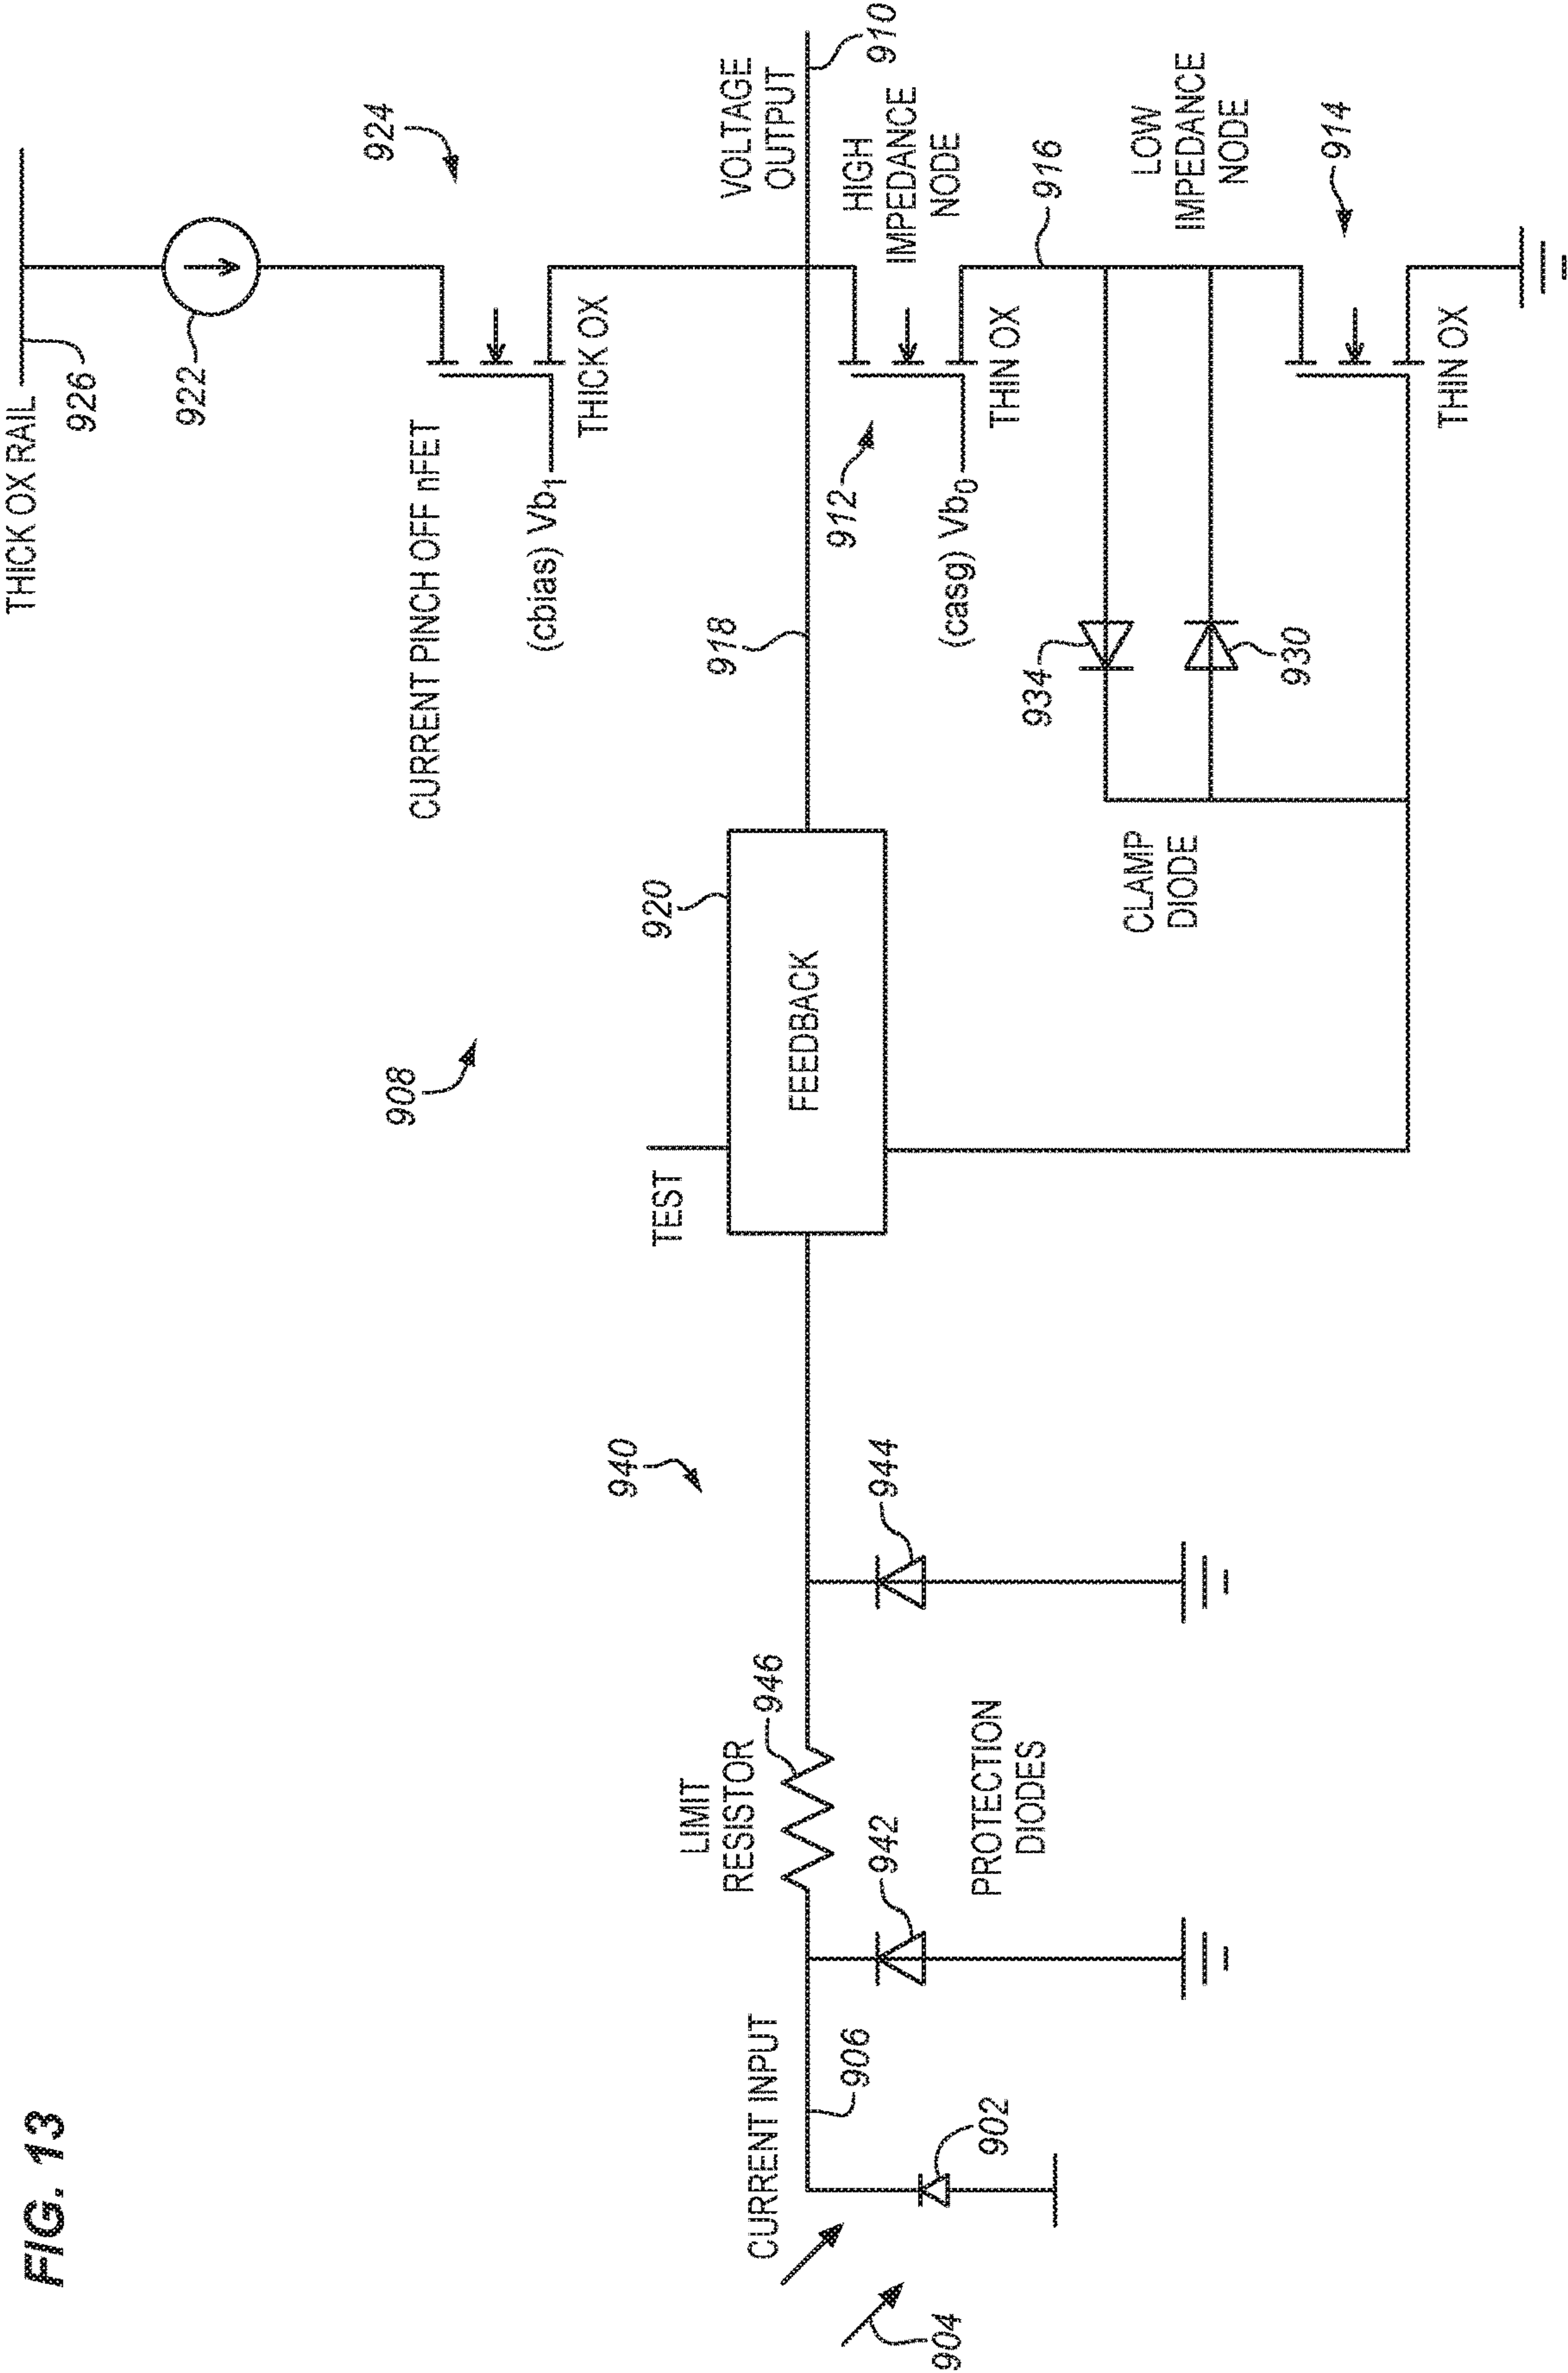 FIG. 13
THICK OX RAIL
926
922
924
CURRENT PINCH OFF nFET
(cbias) Vb1
THICK OX
908
VOLTAGE
OUTPUT
910
918
920
FEEDBACK
TEST
HIGH
IMPEDANCE
NODE
912
(casg) Vb0
THIN OX
916
LOW
IMPEDANCE
NODE
914
934
930
CLAMP
DIODE
THIN OX
940
944
946
LIMIT
RESISTOR
942
PROTECTION
DIODES
CURRENT INPUT
906
902
904